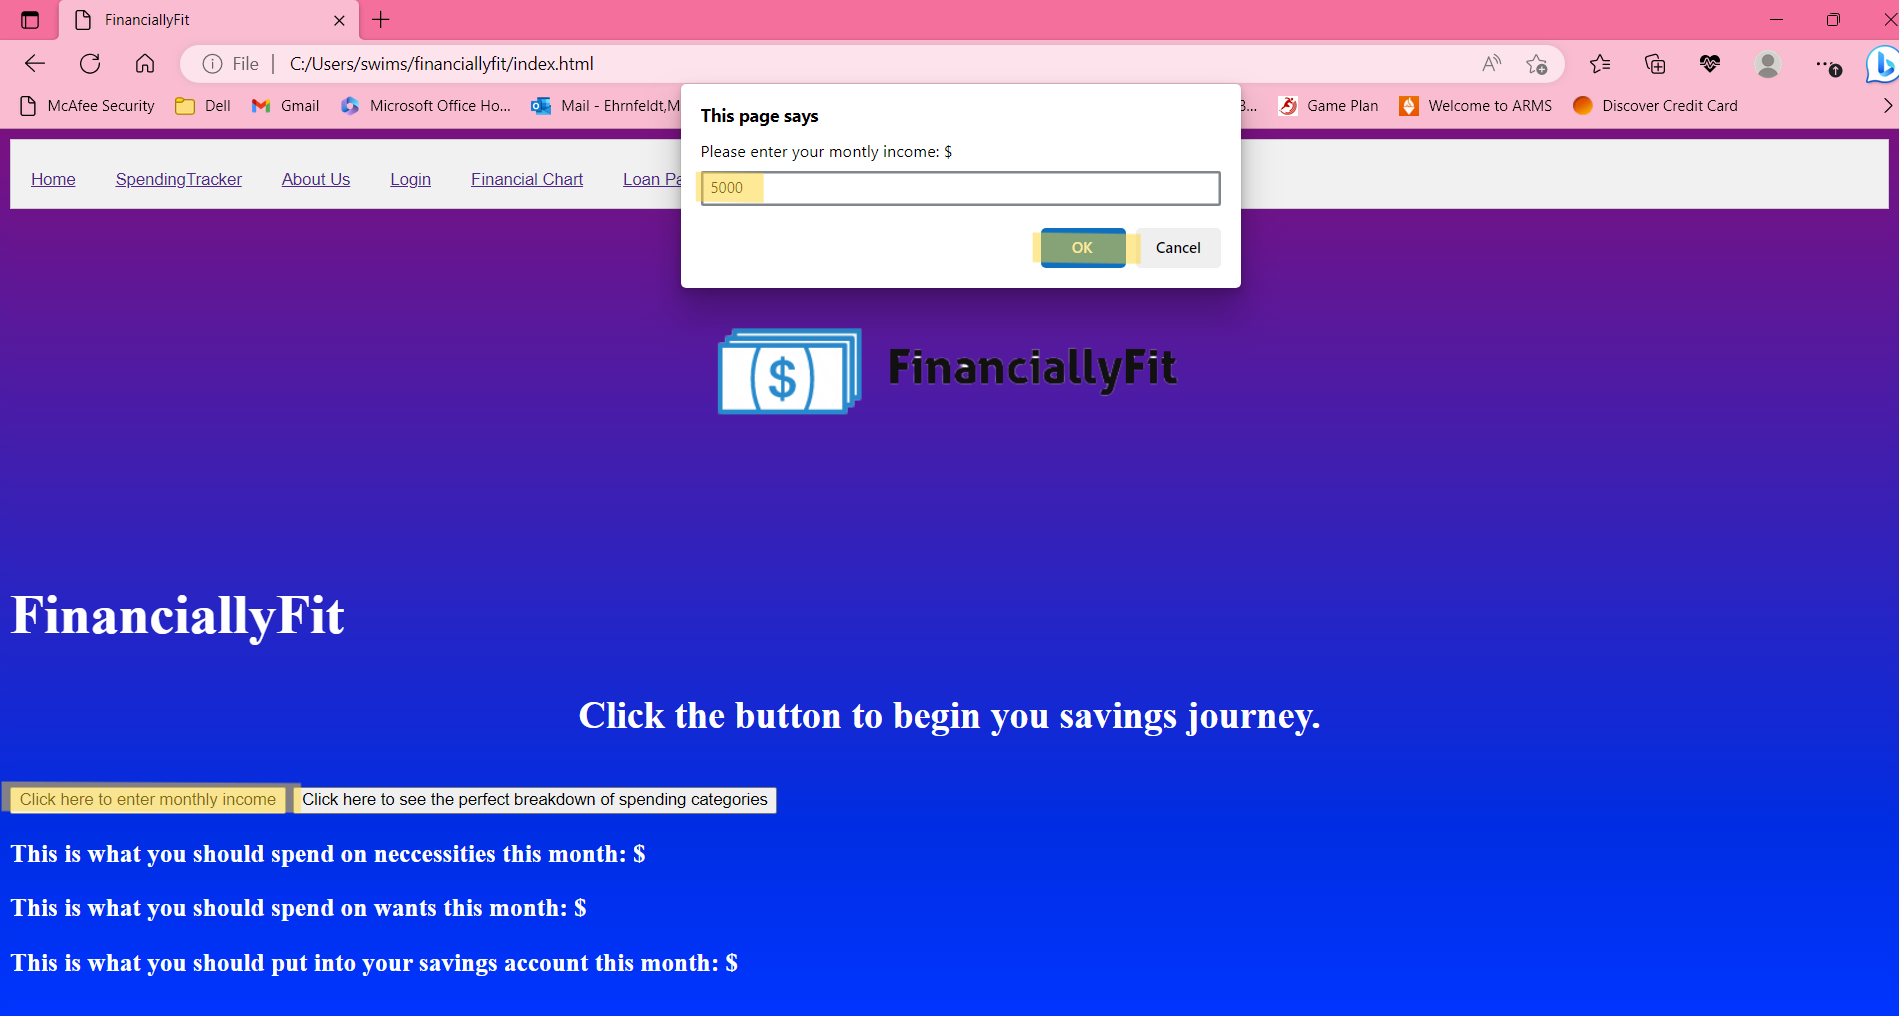 FinanciallyFit
File | C:/Users/swims/financiallyfit/index.html
McAfee Security Dell Gmail Microsoft Office Ho... Mail - Ehrnfeldt,M ... Game Plan Welcome to ARMS Discover Credit Card
This page says
Please enter your montly income: $
5000
OK Cancel
Home SpendingTracker About Us Login Financial Chart Loan Pa
$ FinanciallyFit
FinanciallyFit
Click the button to begin you savings journey.
Click here to enter monthly income Click here to see the perfect breakdown of spending categories
This is what you should spend on neccessities this month: $
This is what you should spend on wants this month: $
This is what you should put into your savings account this month: $